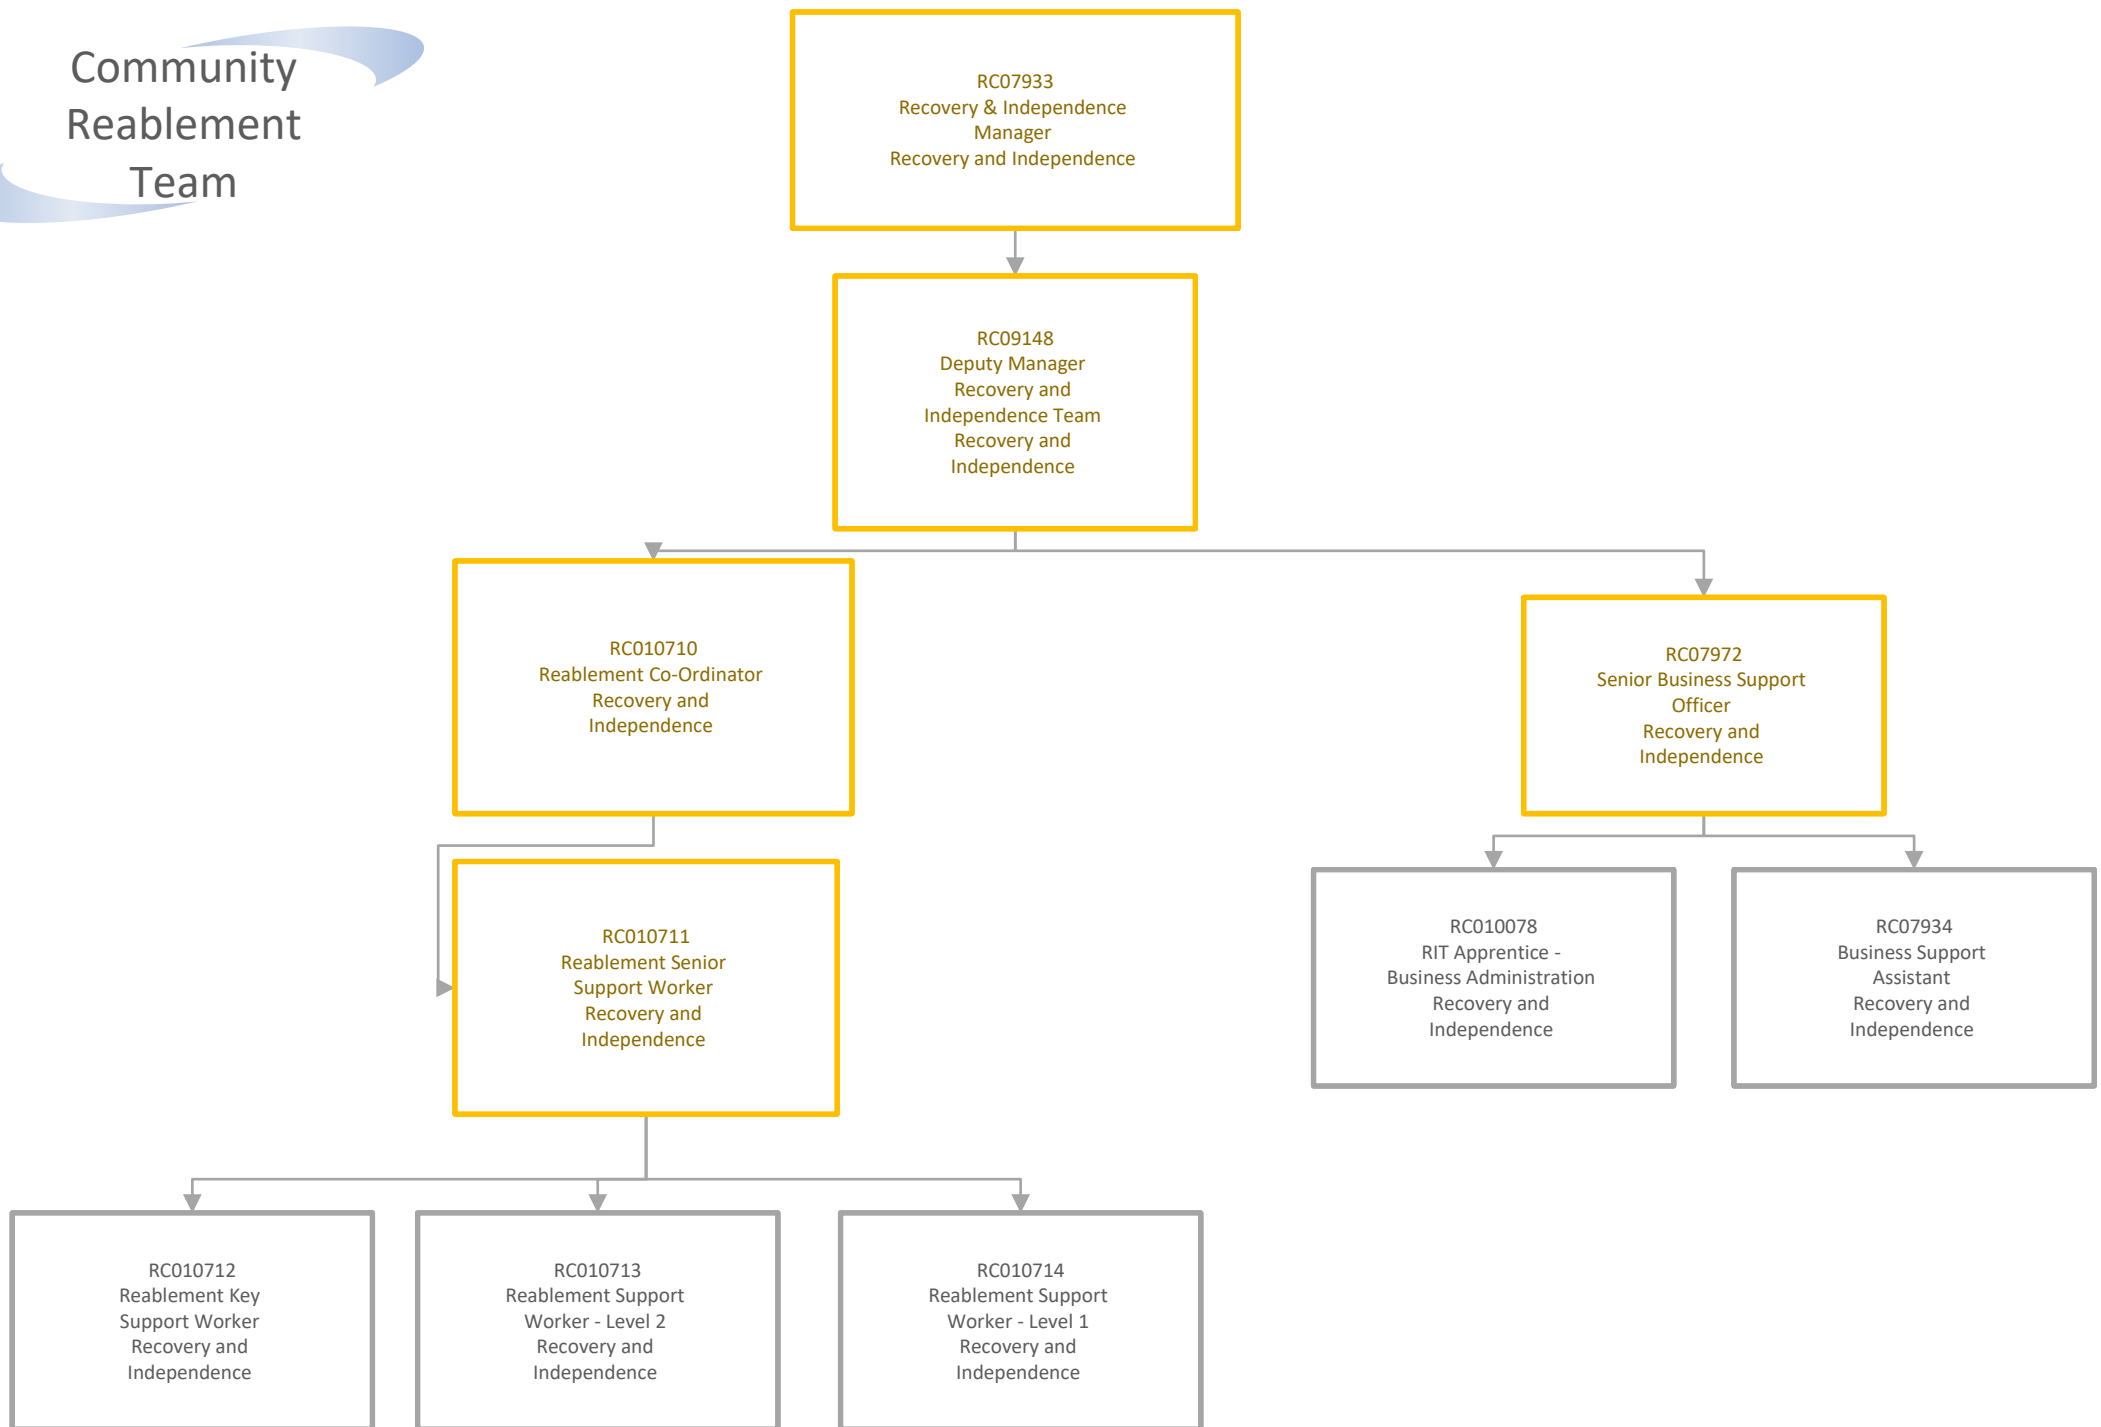 Community
Reablement
Team
RC07933
Recovery & Independence
Manager
Recovery and Independence
RC09148
Deputy Manager
Recovery and
Independence Team
Recovery and
Independence
RC010710
Reablement Co-Ordinator
Recovery and
Independence
RC07972
Senior Business Support
Officer
Recovery and
Independence
RC010711
Reablement Senior
Support Worker
Recovery and
Independence
RC010078
RIT Apprentice -
Business Administration
Recovery and
Independence
RC07934
Business Support
Assistant
Recovery and
Independence
RC010712
Reablement Key
Support Worker
Recovery and
Independence
RC010713
Reablement Support
Worker - Level 2
Recovery and
Independence
RC010714
Reablement Support
Worker - Level 1
Recovery and
Independence